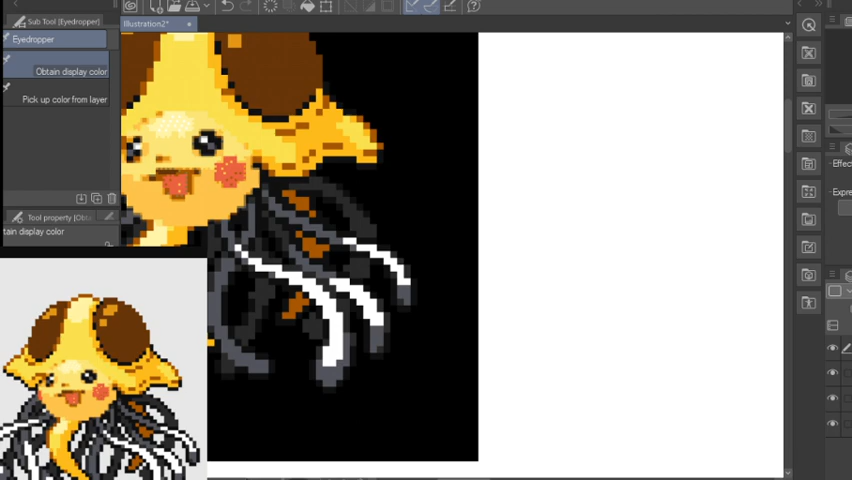 Sub Tool [Eyedropper]
Illustration2*
Eyedropper
Obtain display color
Pick up color from layer
Tool property [Obt
tain display color
Effec
Expre